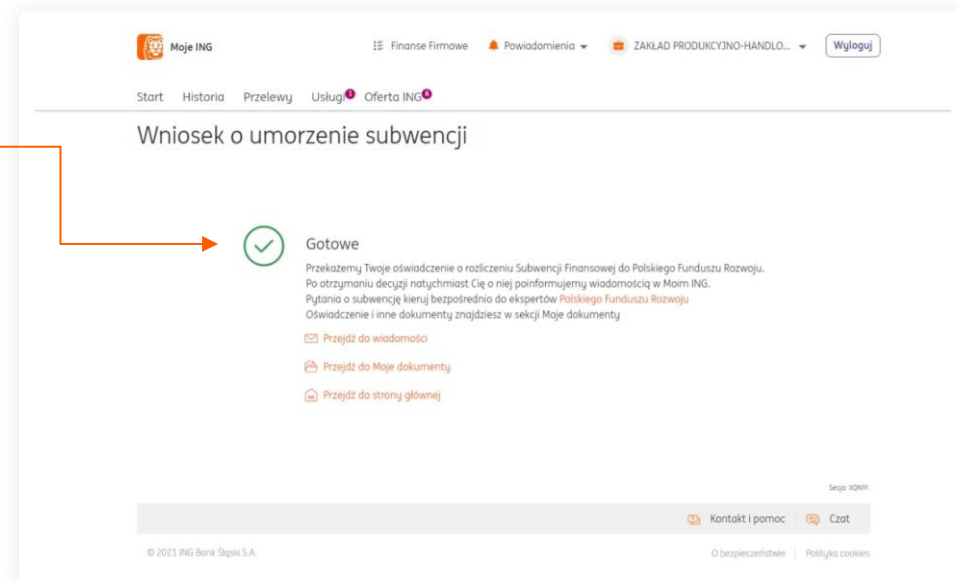 Moje ING
Finanse Firmowe
Powiadomienia
ZAKŁAD PRODUKCYJNO-HANDLO...
Wyloguj
Start Historia Przelewy Usługi 1 Oferta ING 6
Wniosek o umorzenie subwencji
Gotowe
Przekażemy Twoje oświadczenie o rozliczeniu Subwencji Finansowej do Polskiego Funduszu Rozwoju.
Po otrzymaniu decyzji natychmiast Cię o niej poinformujemy wiadomością w Moim ING.
Pytania o subwencję kieruj bezpośrednio do ekspertów Polskiego Funduszu Rozwoju
Oświadczenie i inne dokumenty znajdziesz w sekcji Moje dokumenty
Przejdź do wiadomości
Przejdź do Moje dokumenty
Przejdź do strony głównej
Sesja:
Kontakt i pomoc
Czat
© 2021 ING Bank Śląski S.A.
O bezpieczeństwie
Polityka cookies